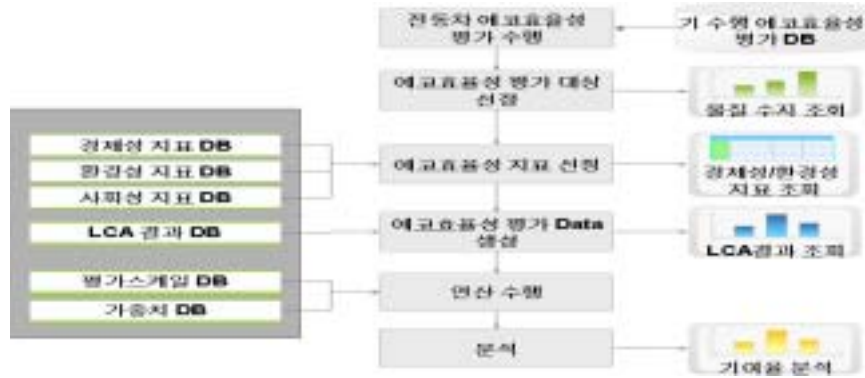 전동차 에코효율성
평가 수행
기 수행 에코효율성
평가 DB
에코효율성 평가 대상
선정
물질 수지 조회
경제성 지표 DB
환경성 지표 DB
사회성 지표 DB
에코효율성 지표 선정
경제성/환경성
지표 조회
LCA 결과 DB
에코효율성 평가 Data
생성
LCA결과 조회
평가스케일 DB
가중치 DB
연산 수행
분석
기여율 분석